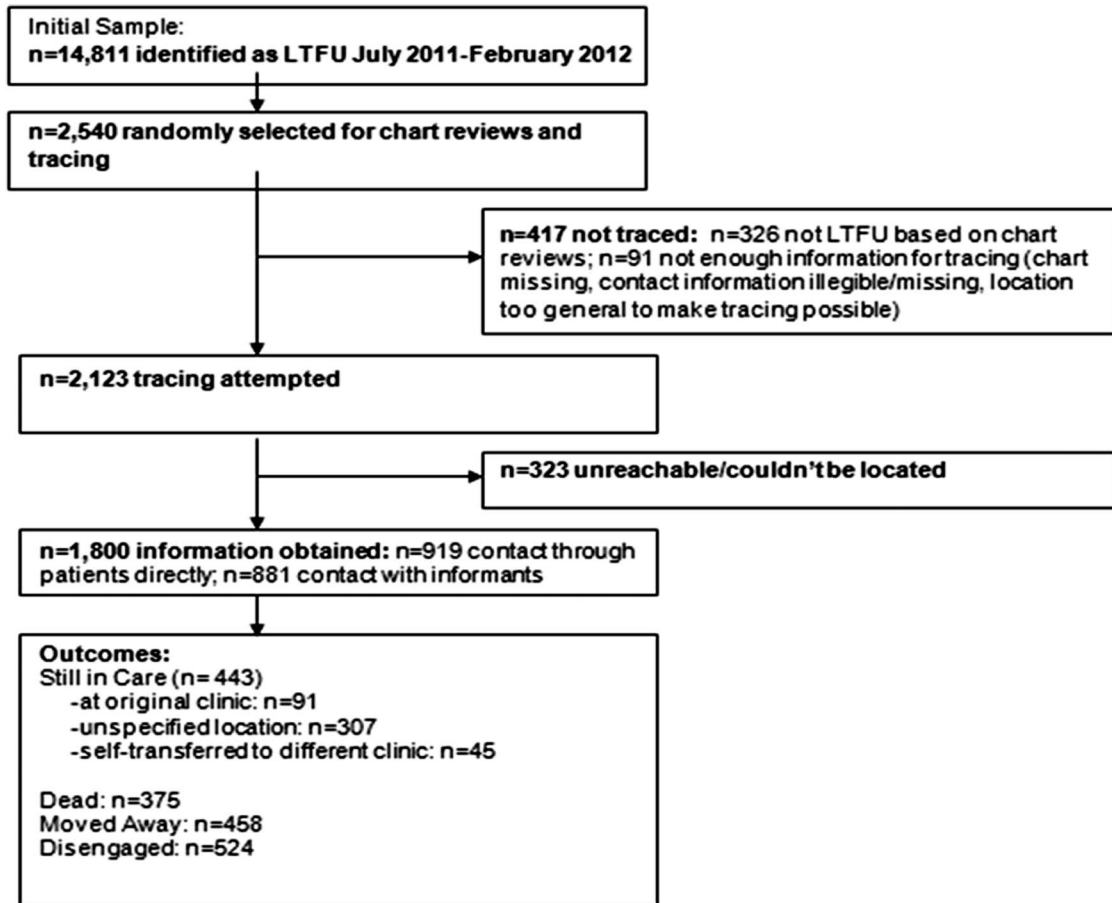 Initial Sample:
n=14,811 identified as LTFU July 2011-February 2012
n=2,540 randomly selected for chart reviews and
tracing
n=417 not traced: n=326 not LTFU based on chart
reviews; n=91 not enough information for tracing (chart
missing, contact information illegible/missing, location
too general to make tracing possible)
n=2,123 tracing attempted
n=323 unreachable/couldn't be located
n=1,800 information obtained: n=919 contact through
patients directly; n=881 contact with informants
Outcomes:
Still in Care (n= 443)
-at original clinic: n=91
-unspecified location: n=307
-self-transferred to different clinic: n=45
Dead: n=375
Moved Away: n=458
Disengaged: n=524